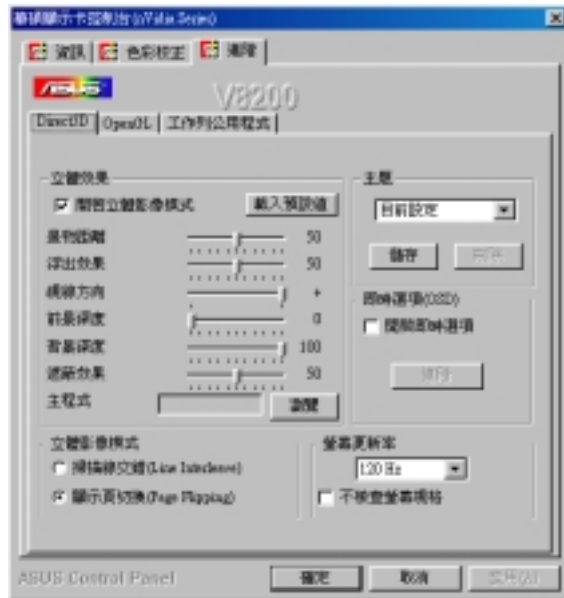 華碩顯示卡控制台(nVidia Series)
資訊 色彩校正 進階
ASUS V8200
Direct3D OpenGL 工作列公用程式
立體效果
開啟立體影像模式 載入預設值
景物距離 50
浮出效果 50
視線方向 +
前景深度 0
背景深度 100
遮蔽效果 50
主程式 瀏覽
主題
目前設定
儲存
即時選項(OSD)
開關即時選項
立體影像模式
掃描線交錯(Line Interleave)
顯示頁切換(Page Flipping)
螢幕更新率
120 Hz
不檢查螢幕規格
ASUS Control Panel 確定 取消 套用(A)